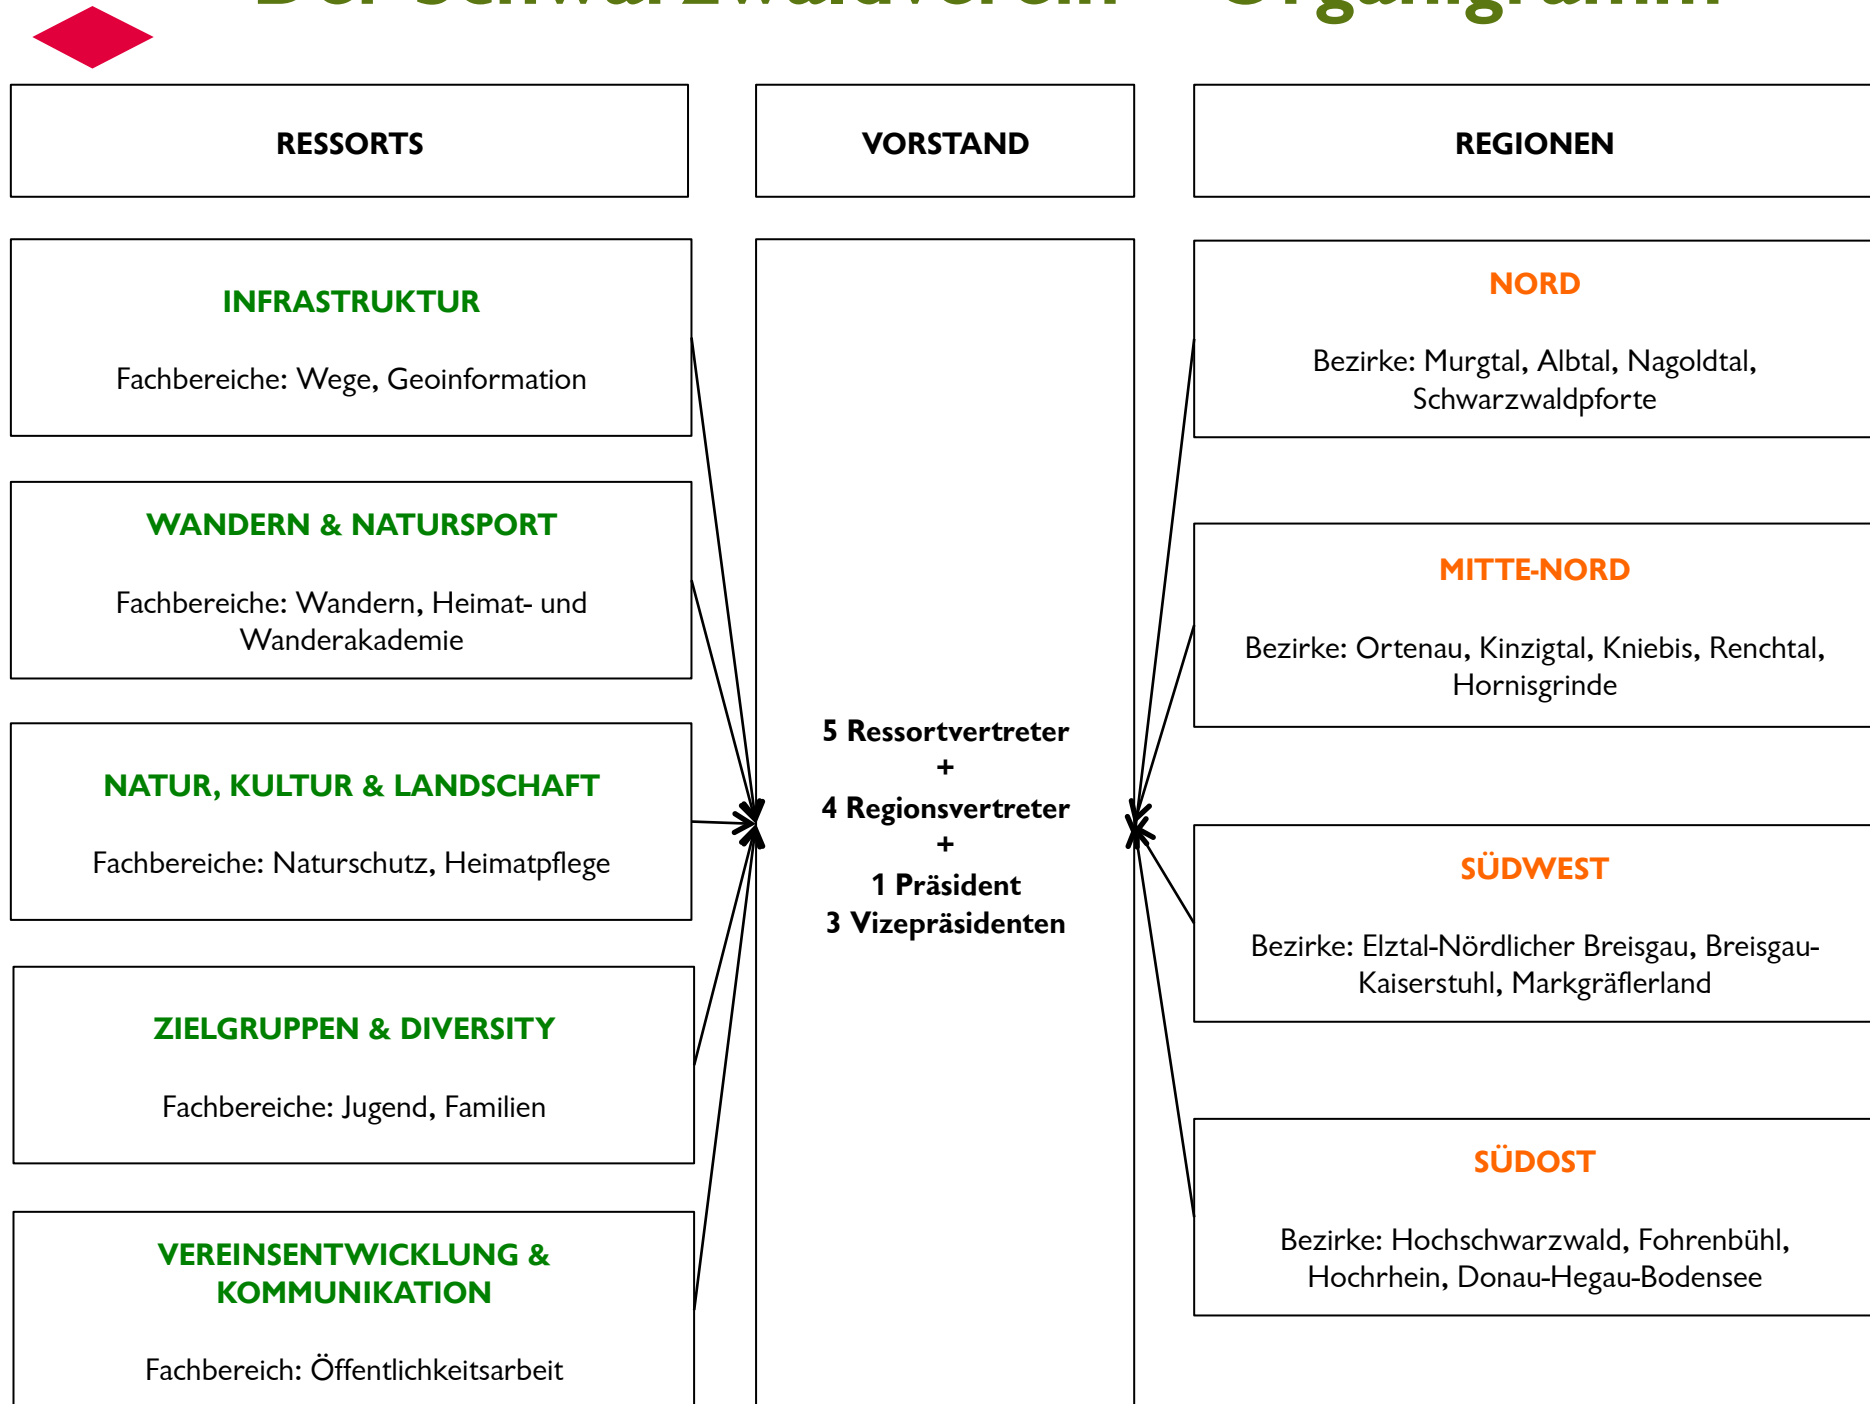 Der Schwarzwaldverein – Organigramm
RESSORTS
VORSTAND
REGIONEN
INFRASTRUKTUR
Fachbereiche: Wege, Geoinformation
WANDERN & NATURSPORT
Fachbereiche: Wandern, Heimat- und
Wanderakademie
NATUR, KULTUR & LANDSCHAFT
Fachbereiche: Naturschutz, Heimatpflege
ZIELGRUPPEN & DIVERSITY
Fachbereiche: Jugend, Familien
VEREINSENTWICKLUNG &
KOMMUNIKATION
Fachbereich: Öffentlichkeitsarbeit
5 Ressortvertreter
+
4 Regionsvertreter
+
1 Präsident
3 Vizepräsidenten
NORD
Bezirke: Murgtal, Albtal, Nagoldtal,
Schwarzwaldpforte
MITTE-NORD
Bezirke: Ortenau, Kinzigtal, Kniebis, Renchtal,
Hornisgrinde
SÜDWEST
Bezirke: Elztal-Nördlicher Breisgau, Breisgau-
Kaiserstuhl, Markgräflerland
SÜDOST
Bezirke: Hochschwarzwald, Fohrenbühl,
Hochrhein, Donau-Hegau-Bodensee